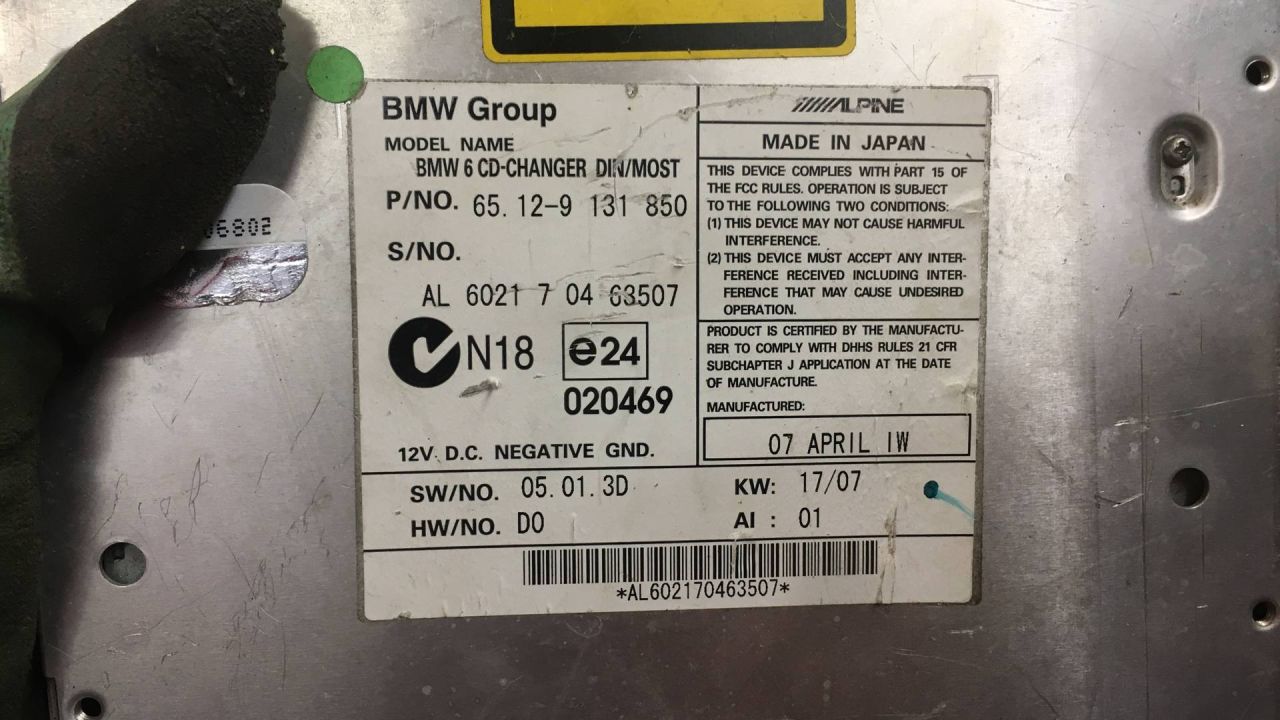 BMW Group
MODEL NAME
BMW 6 CD-CHANGER DIN/MOST
P/NO. 65. 12-9 131 850
S/NO.
AL 6021 7 04 63507
N18
e24
020469
12V D.C. NEGATIVE GND.
ALPINE
MADE IN JAPAN
THIS DEVICE COMPLIES WITH PART 15 OF
THE FCC RULES. OPERATION IS SUBJECT
TO THE FOLLOWING TWO CONDITIONS:
(1) THIS DEVICE MAY NOT CAUSE HARMFUL
INTERFERENCE.
(2) THIS DEVICE MUST ACCEPT ANY INTER-
FERENCE RECEIVED INCLUDING INTER-
FERENCE THAT MAY CAUSE UNDESIRED
OPERATION.
PRODUCT IS CERTIFIED BY THE MANUFACTU-
RER TO COMPLY WITH DHHS RULES 21 CFR
SUBCHAPTER J APPLICATION AT THE DATE
OF MANUFACTURE.
MANUFACTURED:
07 APRIL IW
SW/NO. 05. 01. 3D
KW: 17/07
HW/NO. D0
AI : 01
*AL602170463507*